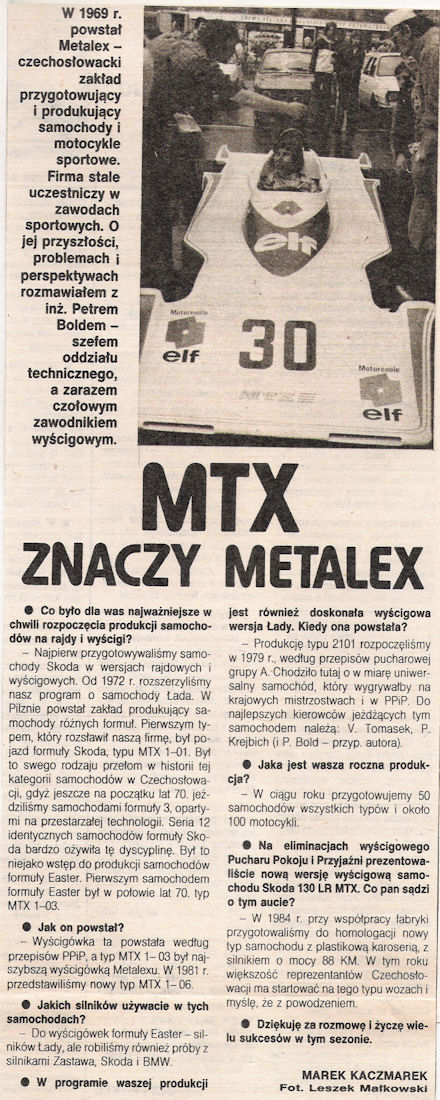 W 1969 r.
powstał
Metalex –
czechosłowacki
zakład
przygotowujący
i produkujący
samochody i
motocykle
sportowe.
Firma stale
uczestniczy w
zawodach
sportowych. O
jej przyszłości,
problemach i
perspektywach
rozmawiałem z
inż. Petrem
Boldem –
szefem
oddziału
technicznego,
a zarazem
czołowym
zawodnikiem
wyścigowym.
elf
Motorenoele
elf
30
MTX
Motorenoele
elf
MTX
ZNACZY METALEX
● Co było dla was najważniejsze w
chwili rozpoczęcia produkcji samocho-
dów na rajdy i wyścigi?
– Najpierw przygotowywaliśmy samo-
chody Skoda w wersjach rajdowych i
wyścigowych. Od 1972 r. rozszerzyliśmy
nasz program o samochody Łada. W
Pilznie powstał zakład produkujący sa-
mochody różnych formuł. Pierwszym ty-
pem, który rozsławił naszą firmę, był po-
jazd formuły Skoda, typu MTX 1–01. Był
to swego rodzaju przełom w historii tej
kategorii samochodów w Czechosłowa-
cji, gdyż jeszcze na początku lat 70. jeź-
dziliśmy samochodami formuły 3, oparty-
mi na przestarzałej technologii. Seria 12
identycznych samochodów formuły Sko-
da bardzo ożywiła tę dyscyplinę. Był to
niejako wstęp do produkcji samochodów
formuły Easter. Pierwszym samochodem
formuły Easter był w połowie lat 70. typ
MTX 1–03.
● Jak on powstał?
– Wyścigówka ta powstała według
przepisów PPiP, a typ MTX 1– 03 był naj-
szybszą wyścigówką Metalexu. W 1981 r.
przedstawiliśmy nowy typ MTX 1– 06.
● Jakich silników używacie w tych
samochodach?
– Do wyścigówek formuły Easter – sil-
ników Łady, ale robiliśmy również próby z
silnikami Zastawa, Skoda i BMW.
● W programie waszej produkcji
jest również doskonała wyścigowa
wersja Łady. Kiedy ona powstała?
– Produkcję typu 2101 rozpoczęliśmy
w 1979 r., według przepisów pucharowej
grupy A. Chodziło tutaj o w miarę uniwer-
salny samochód, który wygrywałby na
krajowych mistrzostwach i w PPiP. Do
najlepszych kierowców jeżdżących tym
samochodem należą: V. Tomasek, P.
Krejbich (i P. Bold – przyp. autora).
● Jaka jest wasza roczna produk-
cja?
– W ciągu roku przygotowujemy 50
samochodów wszystkich typów i około
100 motocykli.
● Na eliminacjach wyścigowego
Pucharu Pokoju i Przyjaźni prezentowa-
liście nową wersję wyścigową samo-
chodu Skoda 130 LR MTX. Co pan sądzi
o tym aucie?
– W 1984 r. przy współpracy fabryki
przygotowaliśmy do homologacji nowy
typ samochodu z plastikową karoserią, z
silnikiem o mocy 88 KM. W tym roku
większość reprezentantów Czechosło-
wacji ma startować na tego typu wozach i
myślę, że z powodzeniem.
● Dziękuję za rozmowę i życzę wie-
lu sukcesów w tym sezonie.
MAREK KACZMAREK
Fot. Leszek Małkowski